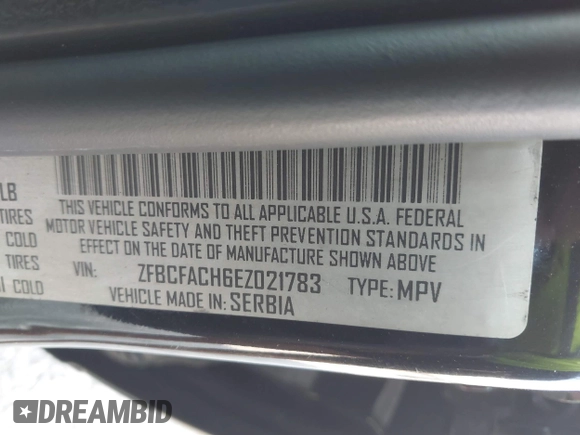 LB
TIRES
COLD
TIRES
COLD
THIS VEHICLE CONFORMS TO ALL APPLICABLE U.S.A. FEDERAL
MOTOR VEHICLE SAFETY AND THEFT PREVENTION STANDARDS IN
EFFECT ON THE DATE OF MANUFACTURE SHOWN ABOVE
VIN: ZFBCFACH6EZ021783 TYPE: MPV
VEHICLE MADE IN: SERBIA
DREAMBID